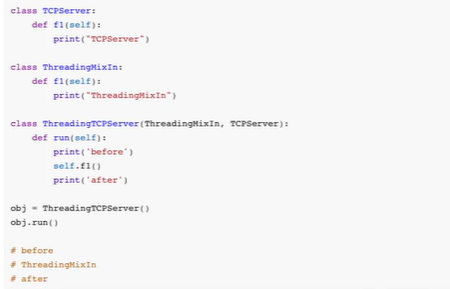 class TCPServer:
    def f1(self):
        print("TCPServer")

class ThreadingMixIn:
    def f1(self):
        print("ThreadingMixIn")

class ThreadingTCPServer(ThreadingMixIn, TCPServer):
    def run(self):
        print('before')
        self.f1()
        print('after')

obj = ThreadingTCPServer()
obj.run()

# before
# ThreadingMixIn
# after